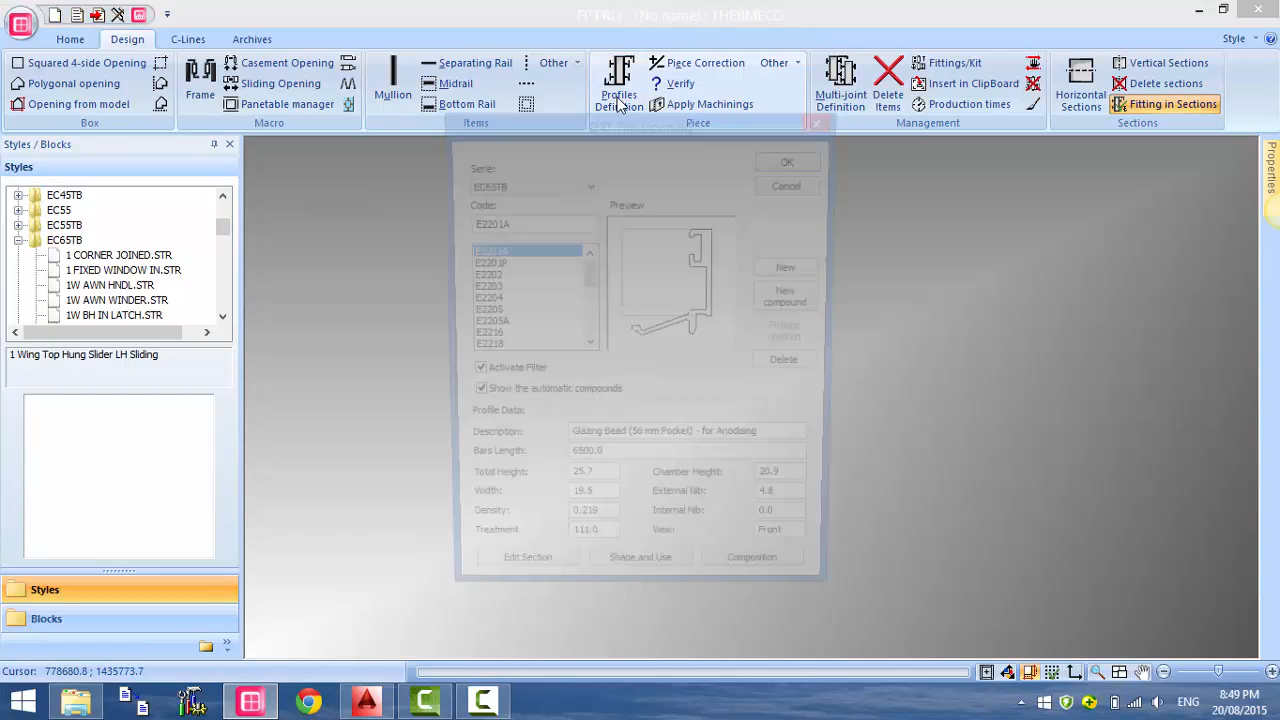 FP PRO - (No name) : THERMECO
Home Design C-Lines Archives Style
Squared 4-side Opening
Polygonal opening
Opening from model
Box
Frame
Casement Opening
Sliding Opening
Panetable manager
Macro
Mullion
Separating Rail
Midrail
Bottom Rail
Other
Items
Profiles Definition
Piece Correction
Verify
Apply Machinings
Other
Piece
Multi-joint Definition
Delete Items
Fittings/Kit
Insert in ClipBoard
Production times
Management
Horizontal Sections
Vertical Sections
Delete sections
Fitting in Sections
Sections
Styles / Blocks
Styles
EC45TB
EC55
EC55TB
EC65TB
1 CORNER JOINED.STR
1 FIXED WINDOW IN.STR
1W AWN HNDL.STR
1W AWN WINDER.STR
1W BH IN LATCH.STR
1 Wing Top Hung Slider LH Sliding
Styles
Blocks
Serie:
EC65TB
Code:
E2201A
E2201A
E2201P
E2202
E2203
E2204
E2205
E2205A
E2216
E2218
Preview
OK
Cancel
New
New compound
Delete
Activate Filter
Show the automatic compounds
Profile Data:
Description: Glazing Bead (56 mm Pocket) - for Anodising
Bars Length: 6500.0
Total Height: 25.7 Chamber Height: 20.9
Width: 19.5 External Nib: 4.8
Density: 0.219 Internal Nib: 0.0
Treatment 111.0 View: Front
Edit Section Shape and Use Composition
Properties
Cursor: 778680.8 ; 1435773.7
ENG
8:49 PM
20/08/2015